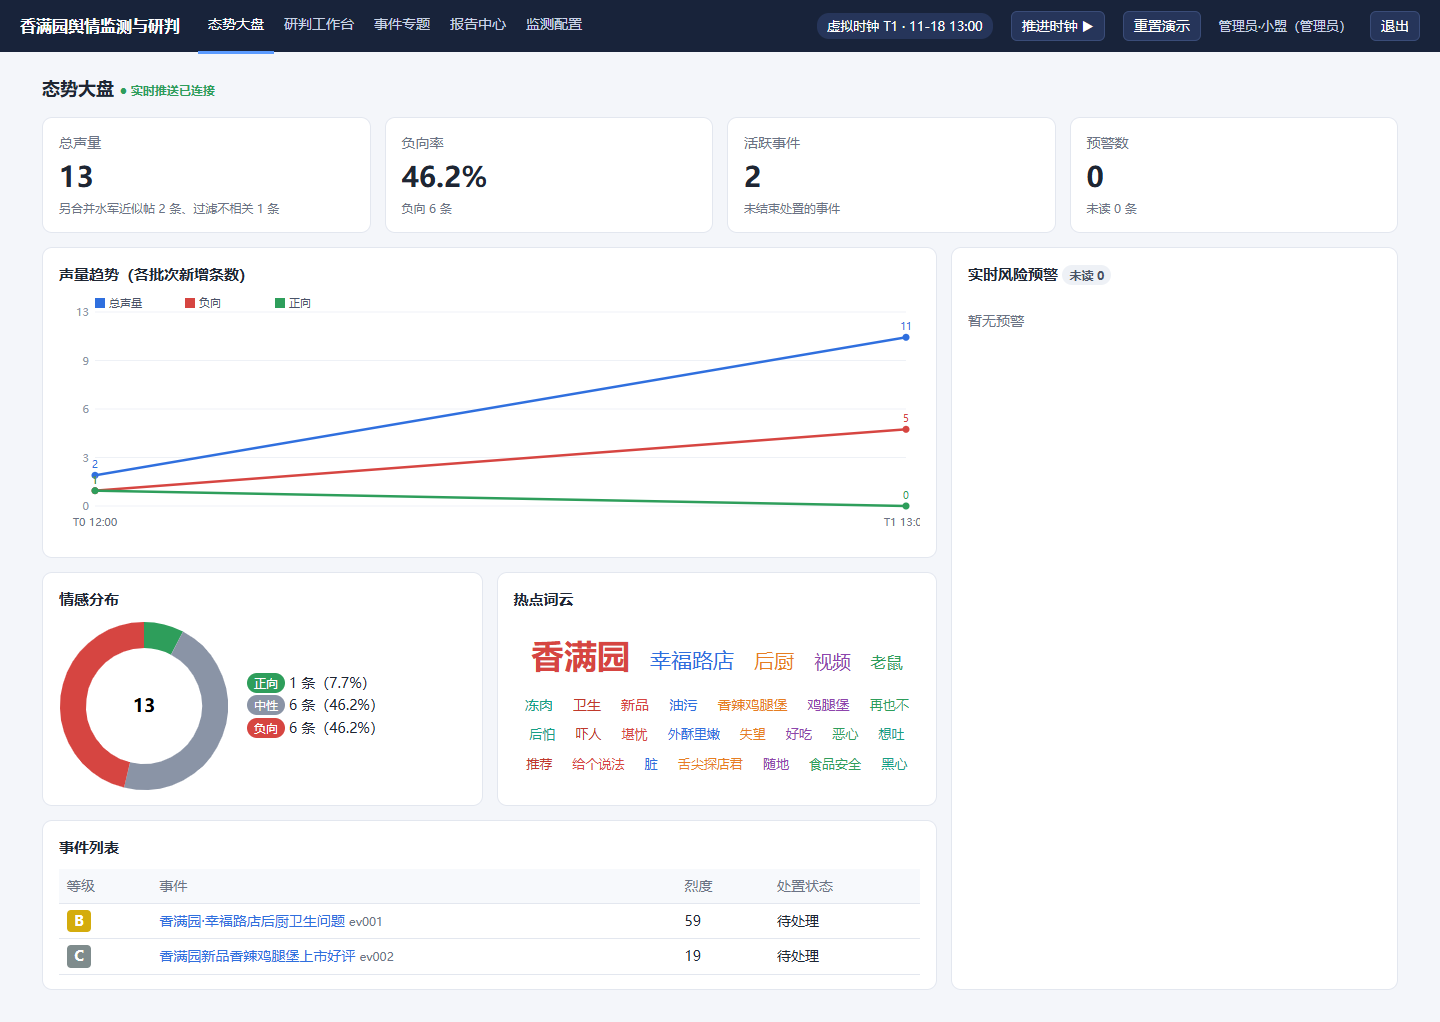 香满园舆情监测与研判 态势大盘 研判工作台 事件专题 报告中心 监测配置 虚拟时钟 T1 · 11-18 13:00 推进时钟 ▶ 重置演示 管理员·小盟（管理员） 退出
态势大盘 ● 实时推送已连接
总声量
13
另合并水军近似帖 2 条、过滤不相关 1 条
负向率
46.2%
负向 6 条
活跃事件
2
未结束处置的事件
预警数
0
未读 0 条
声量趋势（各批次新增条数）
总声量 负向 正向
13
9
6
3
0
2
1
11
5
0
T0 12:00
T1 13:0
实时风险预警 未读 0
暂无预警
情感分布
13
正向 1 条（7.7%）
中性 6 条（46.2%）
负向 6 条（46.2%）
热点词云
香满园 幸福路店 后厨 视频 老鼠
冻肉 卫生 新品 油污 香辣鸡腿堡 鸡腿堡 再也不
后怕 吓人 堪忧 外酥里嫩 失望 好吃 恶心 想吐
推荐 给个说法 脏 舌尖探店君 随地 食品安全 黑心
事件列表
等级 事件 烈度 处置状态
B 香满园·幸福路店后厨卫生问题 ev001 59 待处理
C 香满园新品香辣鸡腿堡上市好评 ev002 19 待处理